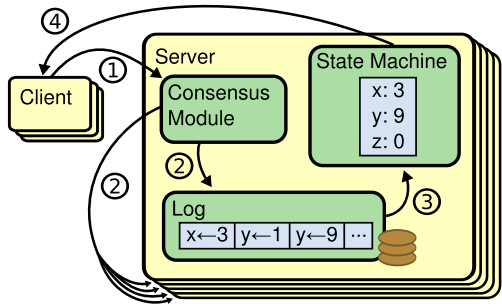 ④
①
Server
State Machine
Client
Consensus
Module
x: 3
y: 9
z: 0
②
②
③
Log
x←3 y←1 y←9 ...